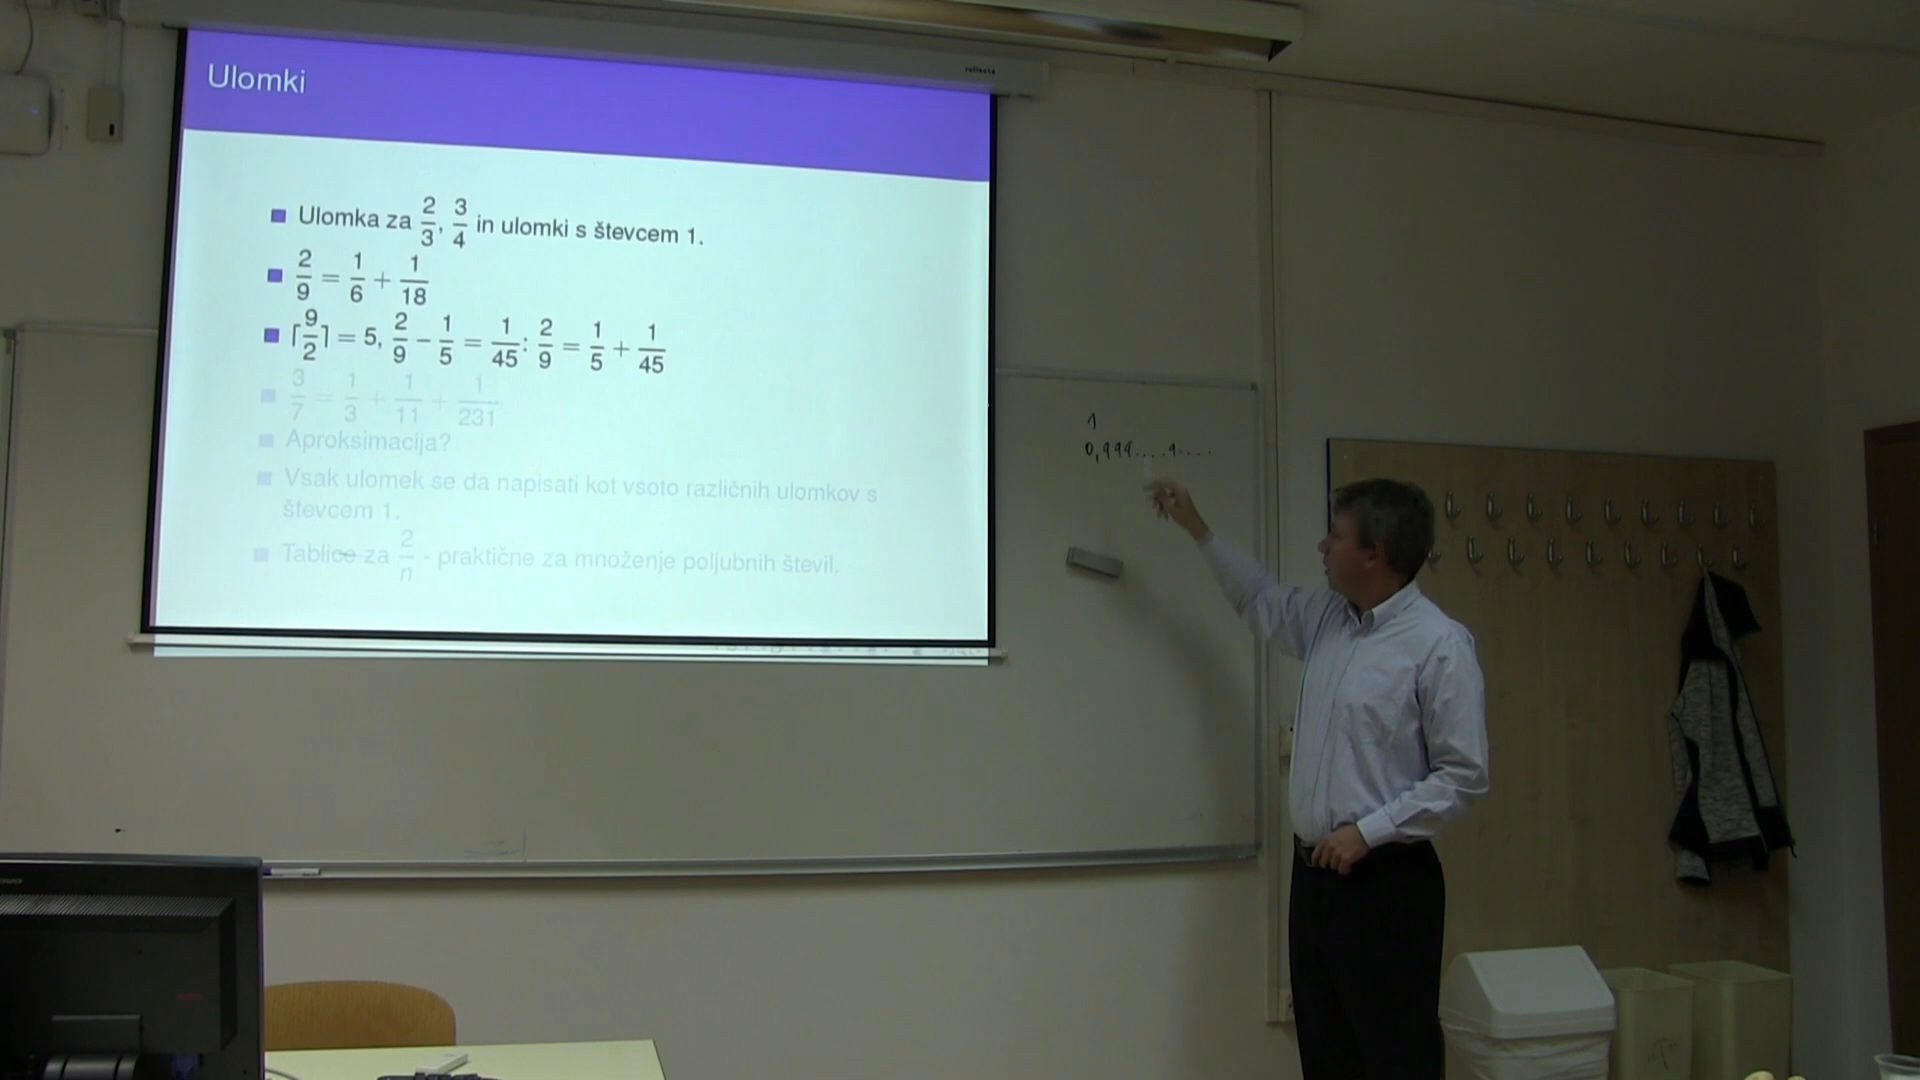 reflecta
Ulomki
Ulomka za 2/3, 3/4 in ulomki s števcem 1.
2/9 = 1/6 + 1/18
⌈9/2⌉ = 5, 2/9 − 1/5 = 1/45: 2/9 = 1/5 + 1/45
3/7 = 1/3 + 1/11 + 1/231
Aproksimacija?
Vsak ulomek se da napisati kot vsoto različnih ulomkov s
števcem 1.
Tablice za 2/n - praktične za množenje poljubnih števil.
1
0,999....9....